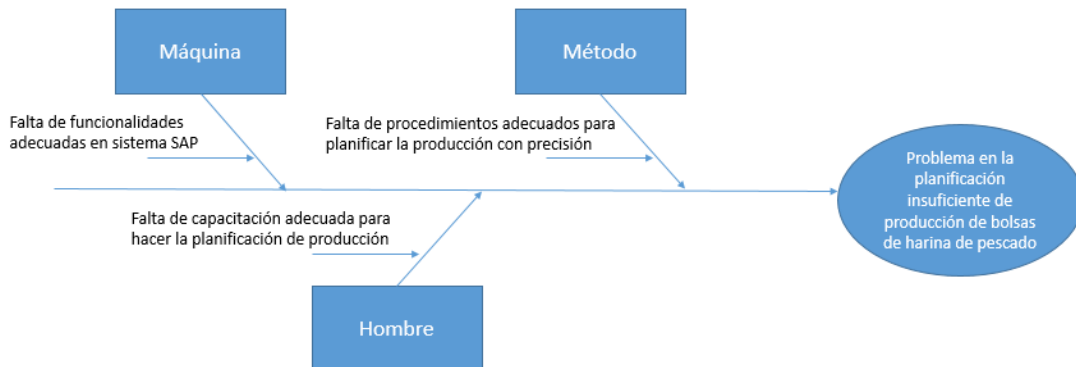 Máquina
Método
Falta de funcionalidades
adecuadas en sistema SAP
Falta de procedimientos adecuados para
planificar la producción con precisión
Problema en la
planificación
insuficiente de
producción de bolsas
de harina de pescado
Falta de capacitación adecuada para
hacer la planificación de producción
Hombre